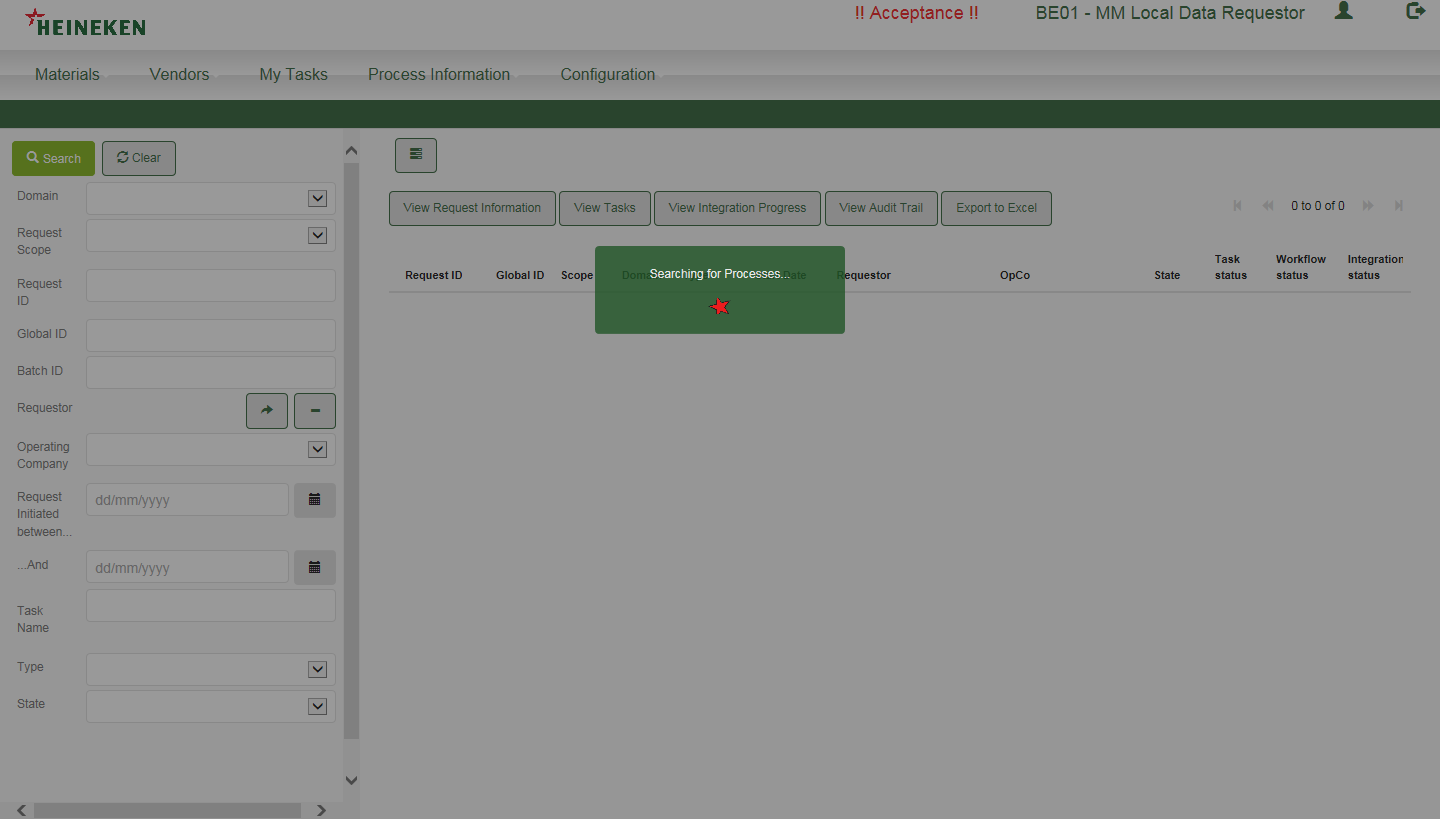 HEINEKEN
!! Acceptance !!
BE01 - MM Local Data Requestor
Materials
Vendors
My Tasks
Process Information
Configuration
Search
Clear
Domain
Request
Scope
Request
ID
Global ID
Batch ID
Requestor
Operating
Company
Request
Initiated
between...
dd/mm/yyyy
...And
dd/mm/yyyy
Task
Name
Type
State
View Request Information
View Tasks
View Integration Progress
View Audit Trail
Export to Excel
0 to 0 of 0
Request ID
Global ID
Scope
Date
Requestor
OpCo
State
Task
status
Workflow
status
Integration
status
Searching for Processes...